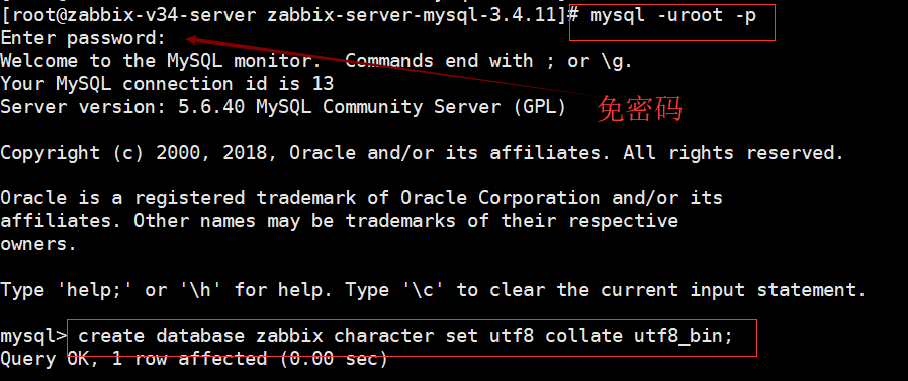 [root@zabbix-v34-server zabbix-server-mysql-3.4.11]# mysql -uroot -p
Enter password:
Welcome to the MySQL monitor.  Commands end with ; or \g.
Your MySQL connection id is 13
Server version: 5.6.40 MySQL Community Server (GPL)
免密码
Copyright (c) 2000, 2018, Oracle and/or its affiliates. All rights reserved.
Oracle is a registered trademark of Oracle Corporation and/or its
affiliates. Other names may be trademarks of their respective
owners.
Type 'help;' or '\h' for help. Type '\c' to clear the current input statement.
mysql> create database zabbix character set utf8 collate utf8_bin;
Query OK, 1 row affected (0.00 sec)